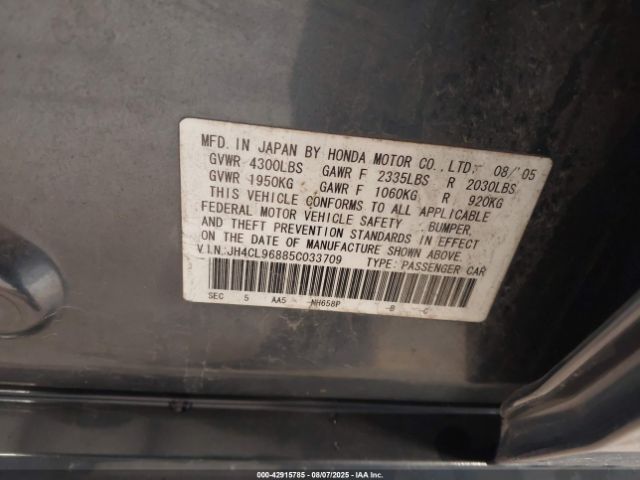 MFD. IN JAPAN BY HONDA MOTOR CO., LTD. 08/'05
GVWR 4300LBS GAWR F 2335LBS R 2030LBS
GVWR 1950KG GAWR F 1060KG R 920KG
THIS VEHICLE CONFORMS TO ALL APPLICABLE
FEDERAL MOTOR VEHICLE SAFETY , BUMPER,
AND THEFT PREVENTION STANDARDS IN EFFECT
ON THE DATE OF MANUFACTURE SHOWN ABOVE.
V.I.N. JH4CL96885C033709 TYPE: PASSENGER CAR
SEC 5 AA5 NH658P B C
000-42915785 - 08/07/2025 - IAA Inc.